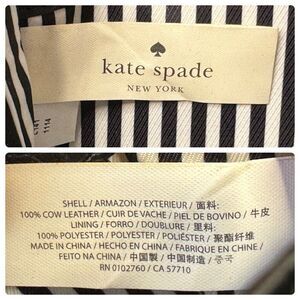 kate spade
NEW YORK
4141
1114
SHELL / ARMAZON / EXTERIEUR / 面料:
100% COW LEATHER / CUIR DE VACHE / PIEL DE BOVINO / 牛皮
LINING / FORRO / DOUBLURE / 里料:
100% POLYESTER / POLYESTER / POLIÉSTER / 聚酯纤维
MADE IN CHINA / HECHO EN CHINA / FABRIQUE EN CHINE /
FEITO NA CHINA / 中国製 / 中国制造 / 중국
RN 0102760 / CA 57710